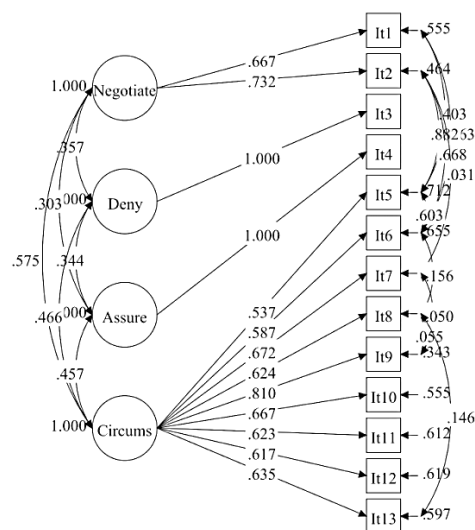 It1
.555
.667
It2
.464
1.000
Negotiate
.732
.403
It3
.357
1.000
It4
.668
.031
Deny
It5
.712
.303
1.000
.603
It6
.655
.575
.344
.537
It7
.156
.587
Assure
.672
It8
.050
.466
.624
.055
It9
.343
.457
.810
It10
.555
.667
.146
1.000
Circums
.623
It11
.612
.617
It12
.619
.635
It13
.597